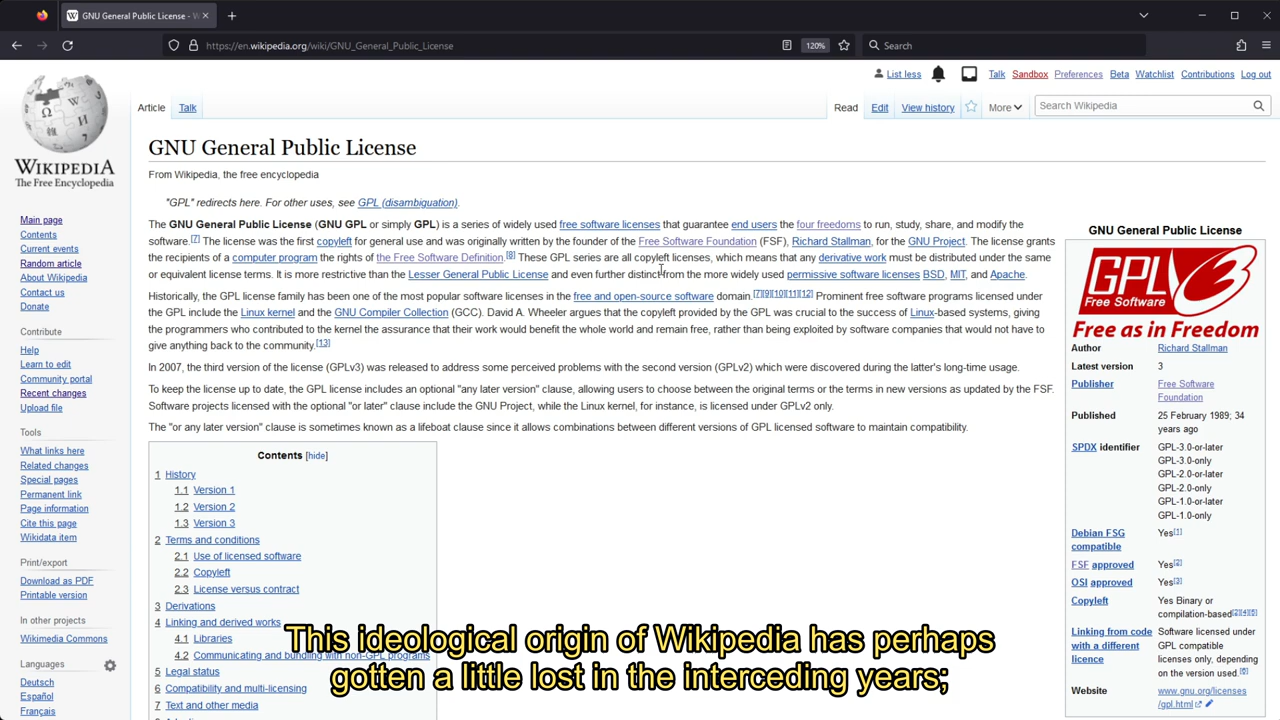 GNU General Public License - W
https://en.wikipedia.org/wiki/GNU_General_Public_License
120%
Search
List less
Talk
Sandbox
Preferences
Beta
Watchlist
Contributions
Log out
Article
Talk
Read
Edit
View history
More
Search Wikipedia
WIKIPEDIA
The Free Encyclopedia
Main page
Contents
Current events
Random article
About Wikipedia
Contact us
Donate
Contribute
Help
Learn to edit
Community portal
Recent changes
Upload file
Tools
What links here
Related changes
Special pages
Permanent link
Page information
Cite this page
Wikidata item
Print/export
Download as PDF
Printable version
In other projects
Wikimedia Commons
Languages
Deutsch
Español
Français
GNU General Public License
From Wikipedia, the free encyclopedia
"GPL" redirects here. For other uses, see GPL (disambiguation).
The GNU General Public License (GNU GPL or simply GPL) is a series of widely used free software licenses that guarantee end users the four freedoms to run, study, share, and modify the
software.[7] The license was the first copyleft for general use and was originally written by the founder of the Free Software Foundation (FSF), Richard Stallman, for the GNU Project. The license grants
the recipients of a computer program the rights of the Free Software Definition.[8] These GPL series are all copyleft licenses, which means that any derivative work must be distributed under the same
or equivalent license terms. It is more restrictive than the Lesser General Public License and even further distinct from the more widely used permissive software licenses BSD, MIT, and Apache.
Historically, the GPL license family has been one of the most popular software licenses in the free and open-source software domain.[7][9][10][11][12] Prominent free software programs licensed under
the GPL include the Linux kernel and the GNU Compiler Collection (GCC). David A. Wheeler argues that the copyleft provided by the GPL was crucial to the success of Linux-based systems, giving
the programmers who contributed to the kernel the assurance that their work would benefit the whole world and remain free, rather than being exploited by software companies that would not have to
give anything back to the community.[13]
In 2007, the third version of the license (GPLv3) was released to address some perceived problems with the second version (GPLv2) which were discovered during the latter's long-time usage.
To keep the license up to date, the GPL license includes an optional "any later version" clause, allowing users to choose between the original terms or the terms in new versions as updated by the FSF.
Software projects licensed with the optional "or later" clause include the GNU Project, while the Linux kernel, for instance, is licensed under GPLv2 only.
The "or any later version" clause is sometimes known as a lifeboat clause since it allows combinations between different versions of GPL licensed software to maintain compatibility.
Contents [hide]
1 History
1.1 Version 1
1.2 Version 2
1.3 Version 3
2 Terms and conditions
2.1 Use of licensed software
2.2 Copyleft
2.3 License versus contract
3 Derivations
4 Linking and derived works
4.1 Libraries
4.2 Communicating and bundling with non-GPL programs
5 Legal status
6 Compatibility and multi-licensing
7 Text and other media
GNU General Public License
GPL 3
Free Software
Free as in Freedom
Author Richard Stallman
Latest version 3
Publisher Free Software
Foundation
Published 25 February 1989; 34
years ago
SPDX identifier GPL-3.0-or-later
GPL-3.0-only
GPL-2.0-or-later
GPL-2.0-only
GPL-1.0-or-later
GPL-1.0-only
Debian FSG Yes[1]
compatible
FSF approved Yes[2]
OSI approved Yes[3]
Copyleft Yes Binary or
compilation-based[2][4][5]
Linking from code Software licensed under
with a different GPL compatible
licence licenses only, depending
on the version used.[6]
Website www.gnu.org/licenses
/gpl.html
This ideological origin of Wikipedia has perhaps
gotten a little lost in the interceding years;